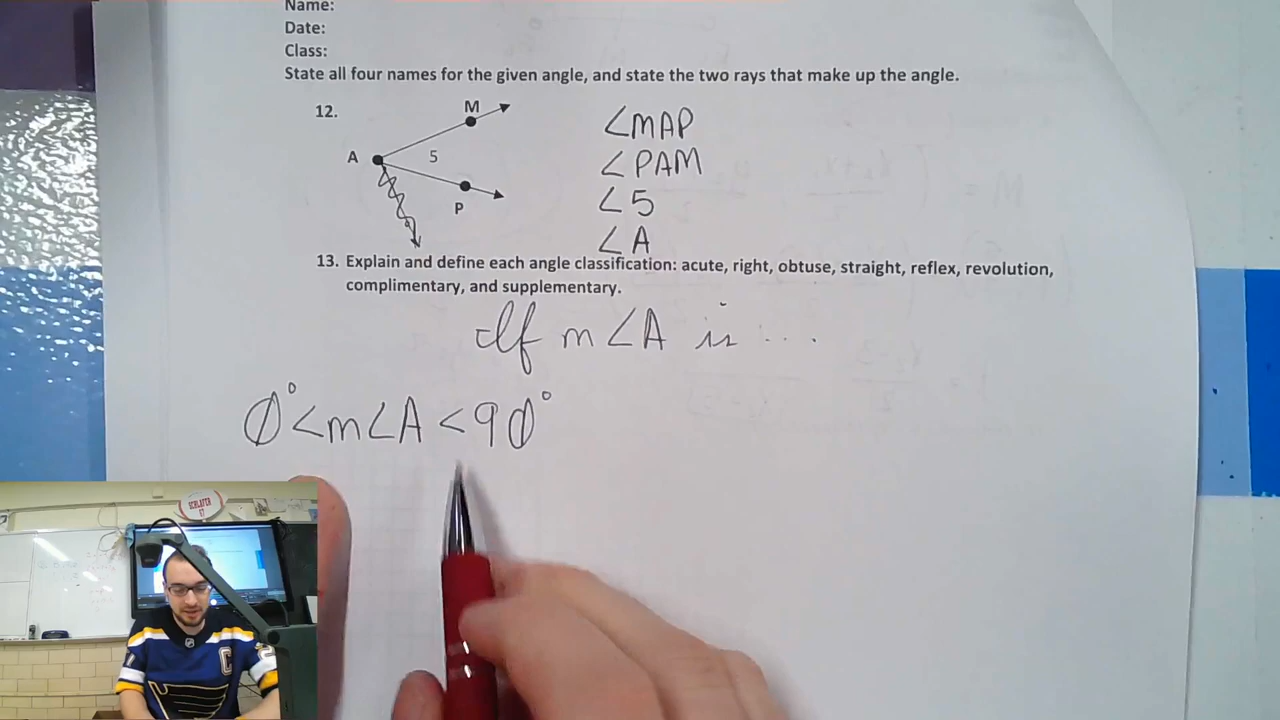 Name:
Date:
Class:
State all four names for the given angle, and state the two rays that make up the angle.
12.
M
A
5
P
∠MAP
∠PAM
∠5
∠A
13. Explain and define each angle classification: acute, right, obtuse, straight, reflex, revolution,
complimentary, and supplementary.
If m∠A is ...
0° < m∠A < 90°
C